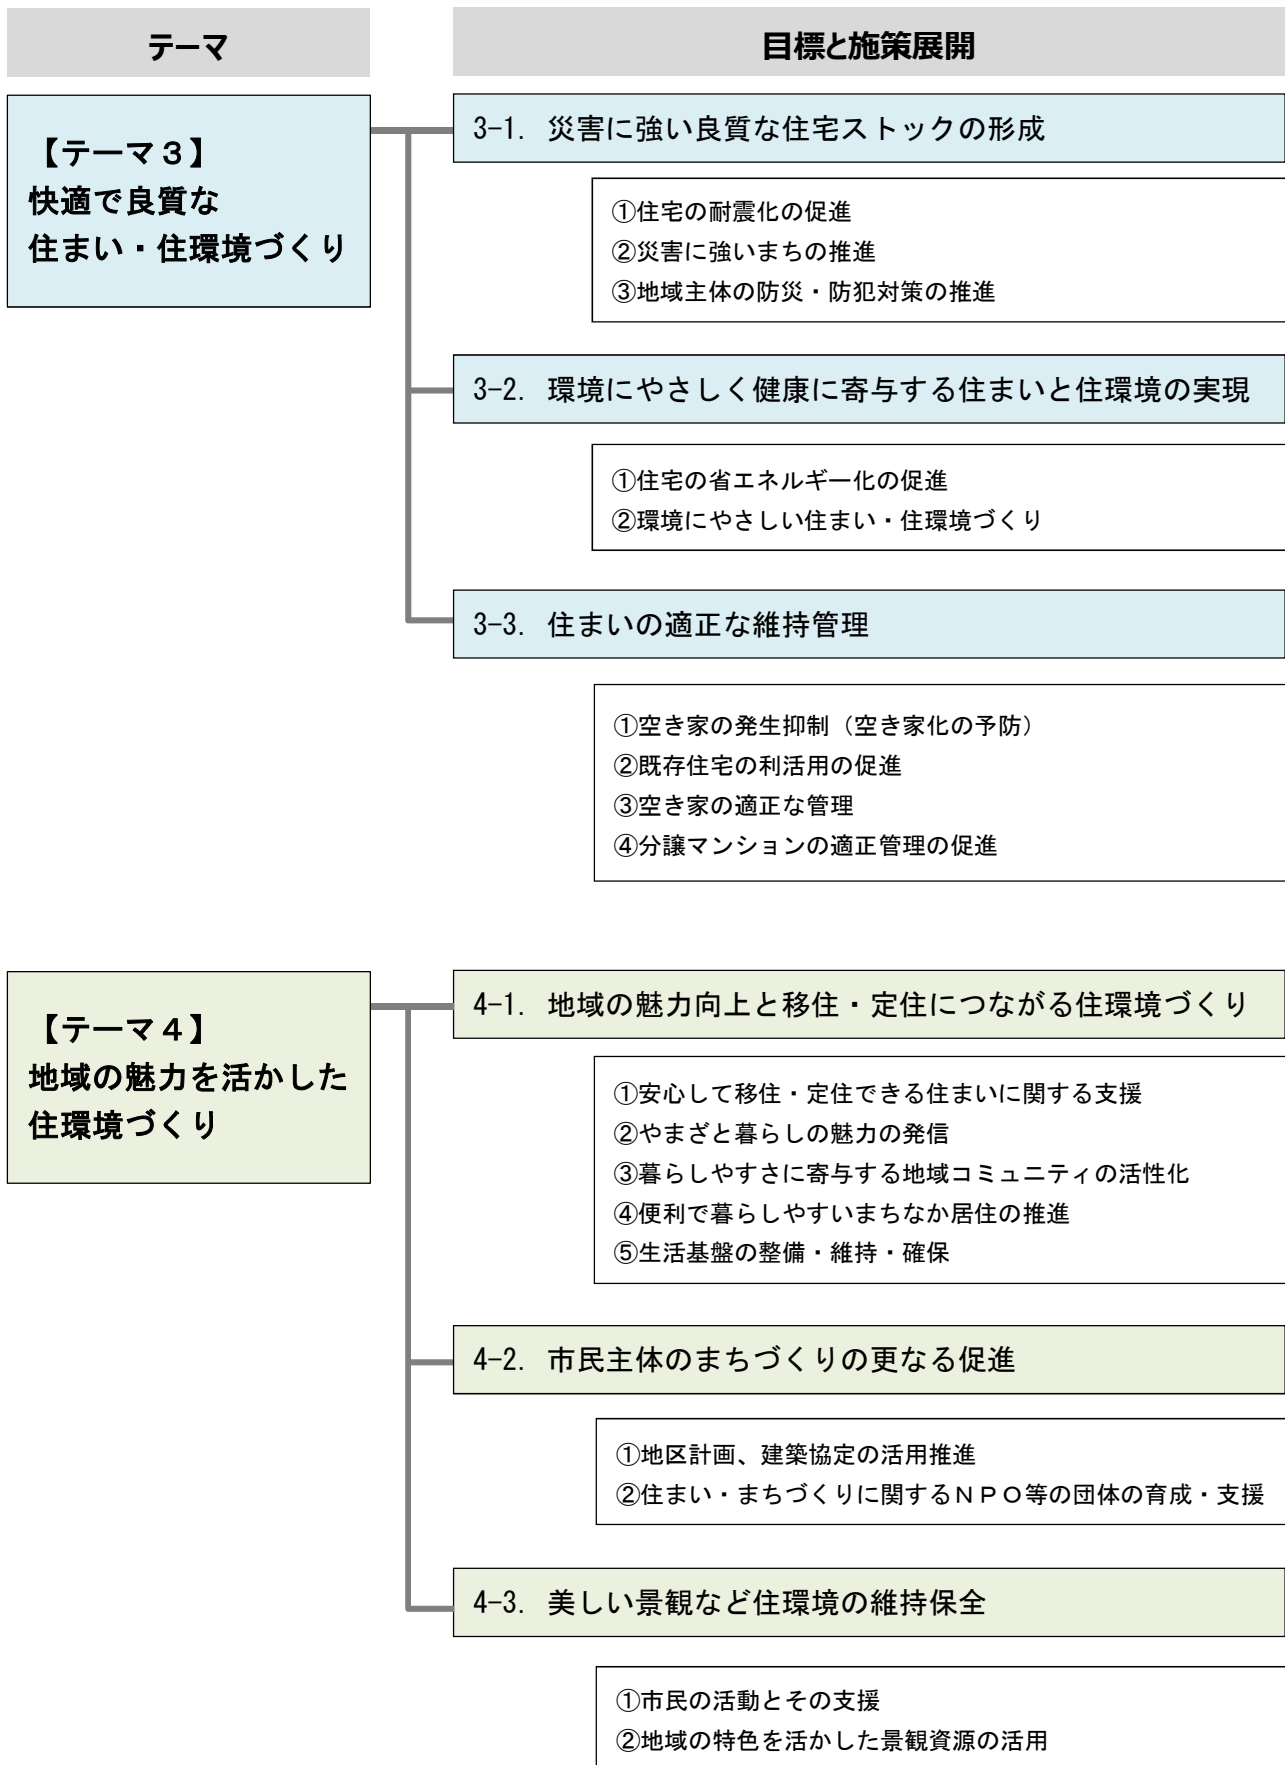 テーマ
目標と施策展開
【テーマ３】
快適で良質な
住まい・住環境づくり
3-1. 災害に強い良質な住宅ストックの形成
①住宅の耐震化の促進
②災害に強いまちの推進
③地域主体の防災・防犯対策の推進
3-2. 環境にやさしく健康に寄与する住まいと住環境の実現
①住宅の省エネルギー化の促進
②環境にやさしい住まい・住環境づくり
3-3. 住まいの適正な維持管理
①空き家の発生抑制（空き家化の予防）
②既存住宅の利活用の促進
③空き家の適正な管理
④分譲マンションの適正管理の促進
【テーマ４】
地域の魅力を活かした
住環境づくり
4-1. 地域の魅力向上と移住・定住につながる住環境づくり
①安心して移住・定住できる住まいに関する支援
②やまざと暮らしの魅力の発信
③暮らしやすさに寄与する地域コミュニティの活性化
④便利で暮らしやすいまちなか居住の推進
⑤生活基盤の整備・維持・確保
4-2. 市民主体のまちづくりの更なる促進
①地区計画、建築協定の活用推進
②住まい・まちづくりに関するＮＰＯ等の団体の育成・支援
4-3. 美しい景観など住環境の維持保全
①市民の活動とその支援
②地域の特色を活かした景観資源の活用